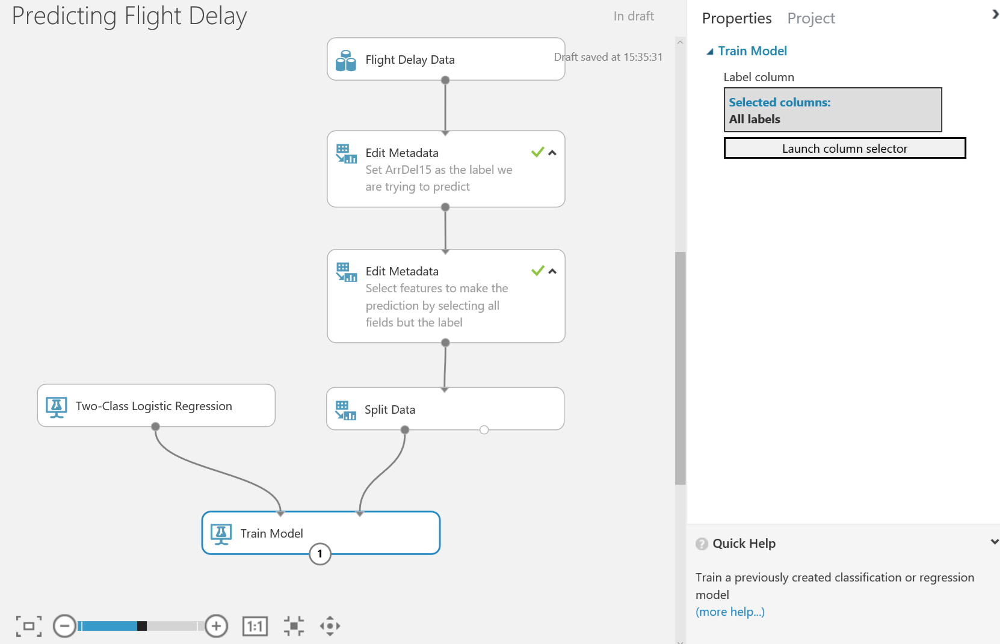 Predicting Flight Delay
In draft
Draft saved at 15:35:31
Flight Delay Data
Edit Metadata
Set ArrDel15 as the label we
are trying to predict
Edit Metadata
Select features to make the
prediction by selecting all
fields but the label
Two-Class Logistic Regression
Split Data
Train Model
1
1:1
Properties
Project
Train Model
Label column
Selected columns:
All labels
Launch column selector
? Quick Help
Train a previously created classification or regression
model
(more help...)